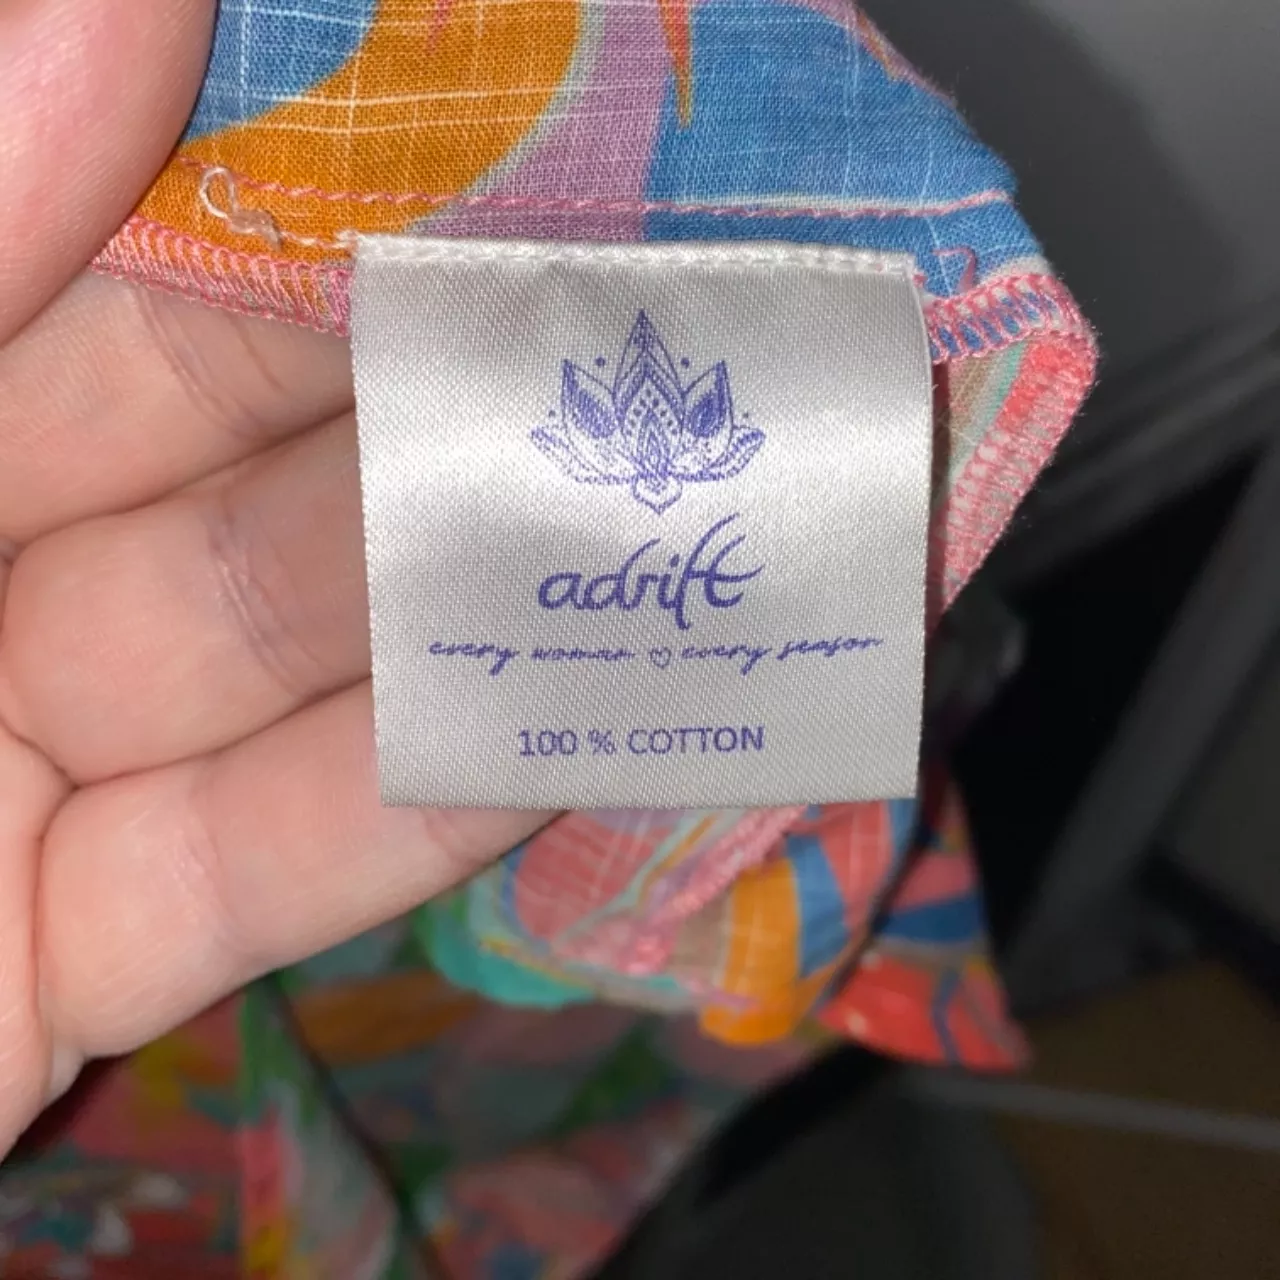 adrift
every woman ♡ every season
100 % COTTON